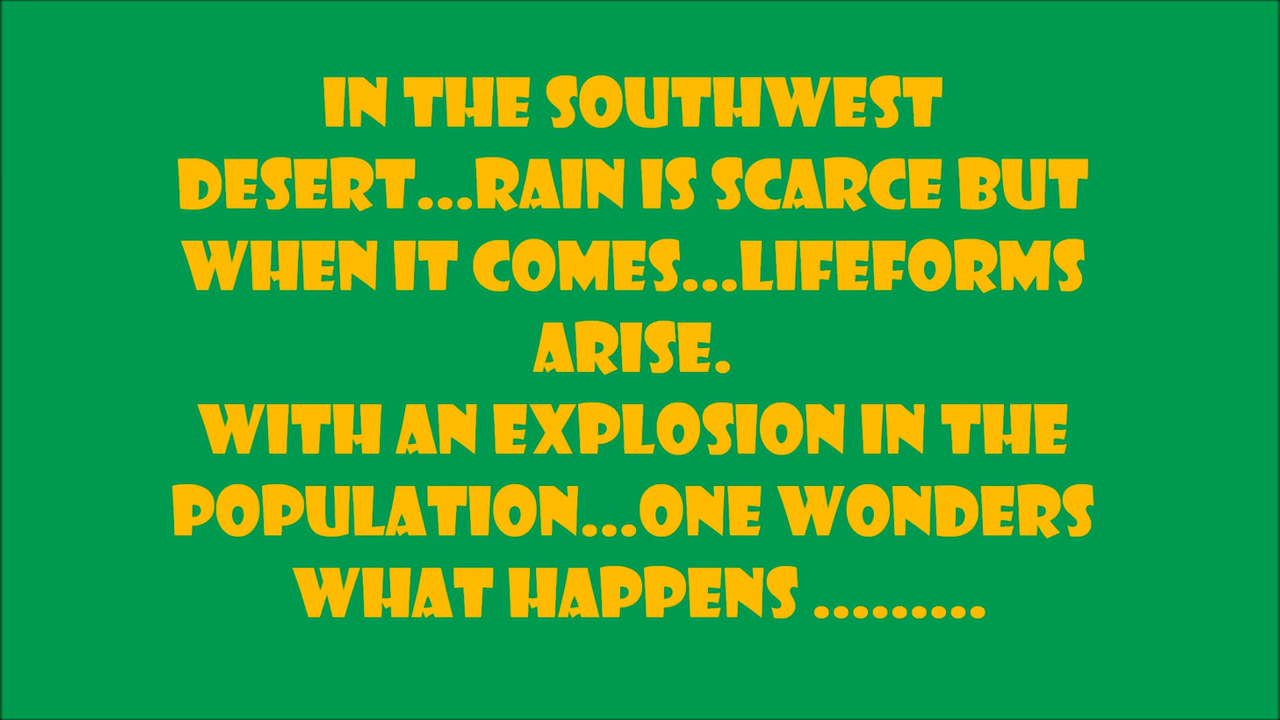 IN THE SOUTHWEST
DESERT...RAIN IS SCARCE BUT
WHEN IT COMES...LIFEFORMS
ARISE.
WITH AN EXPLOSION IN THE
POPULATION...ONE WONDERS
WHAT HAPPENS .........